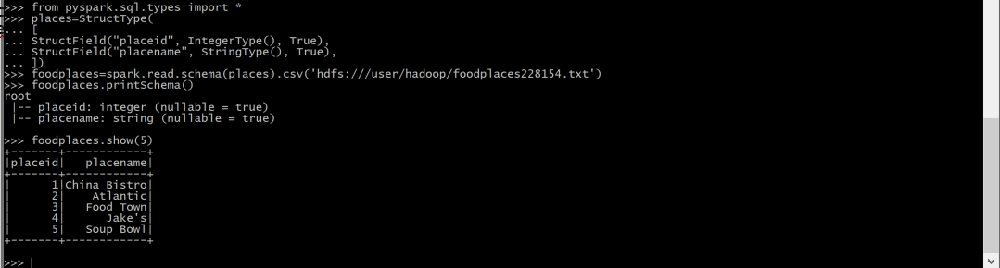 >>> from pyspark.sql.types import *
>>> places=StructType(
... [
... StructField("placeid", IntegerType(), True),
... StructField("placename", StringType(), True),
... ])
>>> foodplaces=spark.read.schema(places).csv('hdfs:///user/hadoop/foodplaces228154.txt')
>>> foodplaces.printSchema()
root
 |-- placeid: integer (nullable = true)
 |-- placename: string (nullable = true)

>>> foodplaces.show(5)
+-------+------------+
|placeid|   placename|
+-------+------------+
|      1|China Bistro|
|      2|    Atlantic|
|      3|   Food Town|
|      4|      Jake's|
|      5|   Soup Bowl|
+-------+------------+

>>>